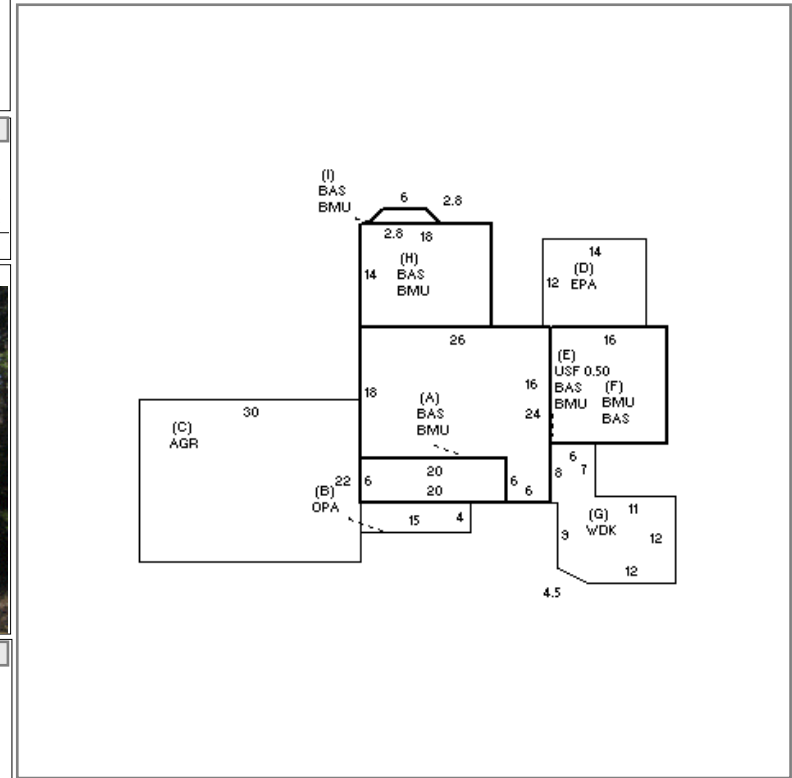 (I)
BAS
BMU
6
2.8
2.8
18
(H)
BAS
BMU
14
14
(D)
EPA
12
26
16
(E)
USF 0.50
BAS
BMU
(F)
BMU
BAS
16
24
18
(A)
BAS
BMU
30
(C)
AGR
22
6
20
20
6
6
(B)
OPA
15
4
6
7
8
11
(G)
WDK
9
12
12
4.5